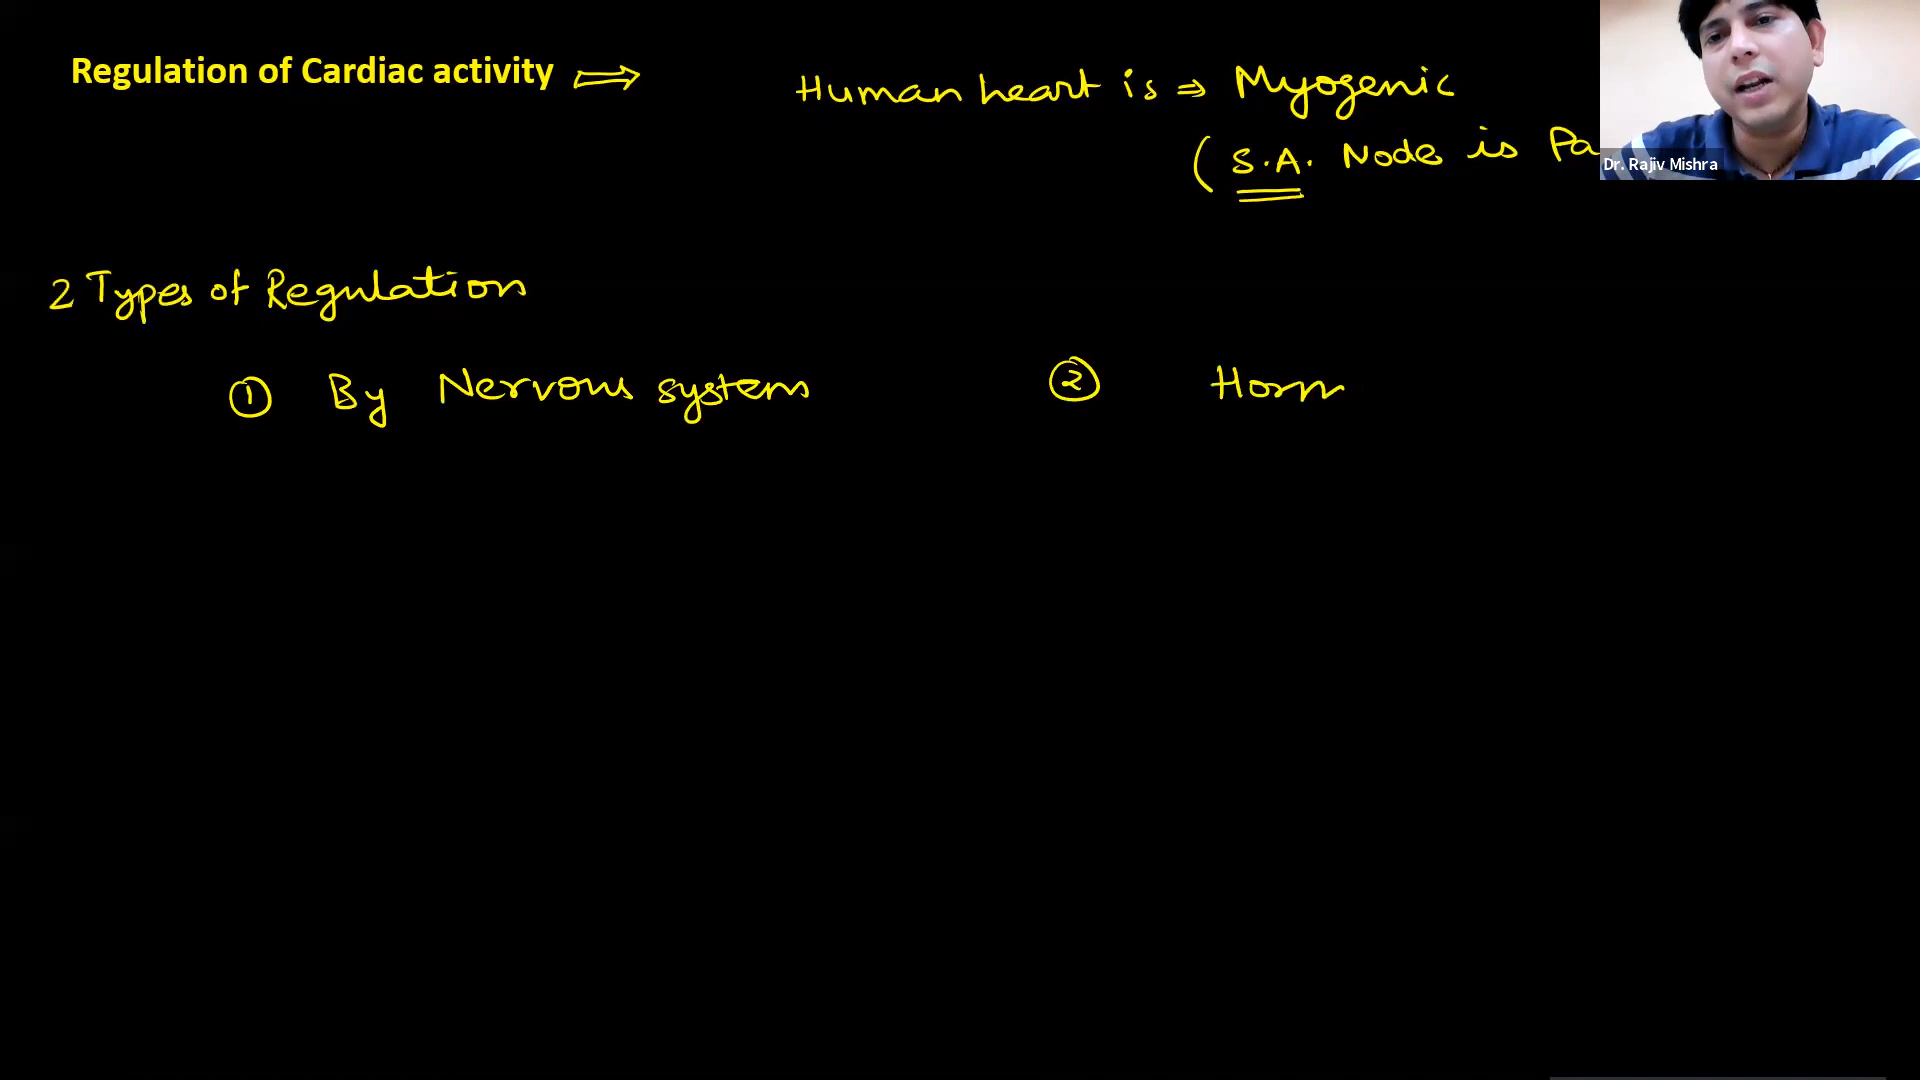 Regulation of Cardiac activity ⇒ Human heart is ⇒ Myogenic
(S.A. Node is Pa
Dr. Rajiv Mishra
2 Types of Regulation
① By Nervous system ② Horm